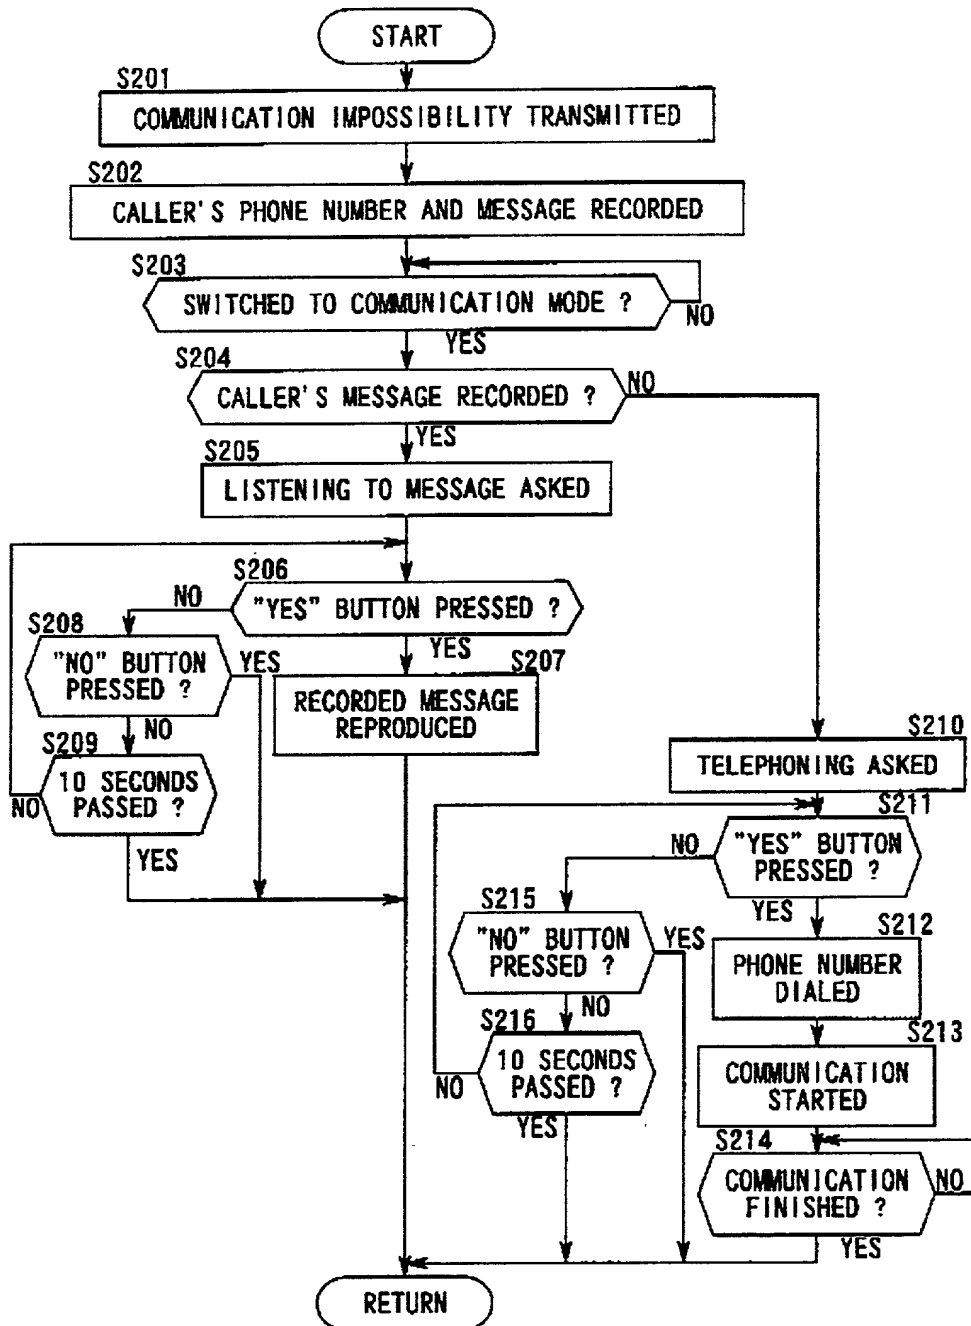 START
S201
COMMUNICATION IMPOSSIBILITY TRANSMITTED
S202
CALLER'S PHONE NUMBER AND MESSAGE RECORDED
S203
SWITCHED TO COMMUNICATION MODE ?
NO
YES
S204
CALLER'S MESSAGE RECORDED ?
NO
YES
S205
LISTENING TO MESSAGE ASKED
S206
"YES" BUTTON PRESSED ?
NO
YES
S207
RECORDED MESSAGE
REPRODUCED
S208
"NO" BUTTON
PRESSED ?
YES
NO
S209
10 SECONDS
PASSED ?
NO
YES
S210
TELEPHONING ASKED
S211
"YES" BUTTON
PRESSED ?
NO
YES
S212
PHONE NUMBER
DIALED
S213
COMMUNICATION
STARTED
S214
COMMUNICATION
FINISHED ?
NO
YES
S215
"NO" BUTTON
PRESSED ?
YES
NO
S216
10 SECONDS
PASSED ?
NO
YES
RETURN